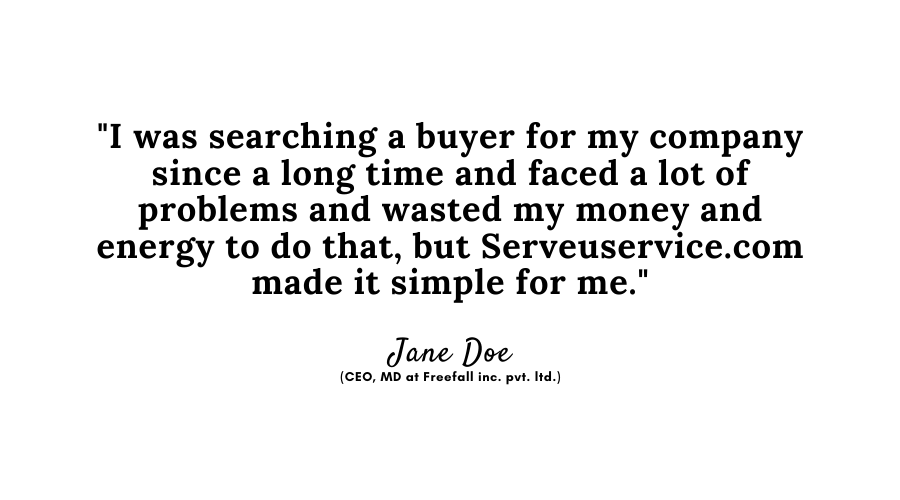 "I was searching a buyer for my company
since a long time and faced a lot of
problems and wasted my money and
energy to do that, but Serveuservice.com
made it simple for me."
Jane Doe
(CEO, MD at Freefall inc. pvt. ltd.)